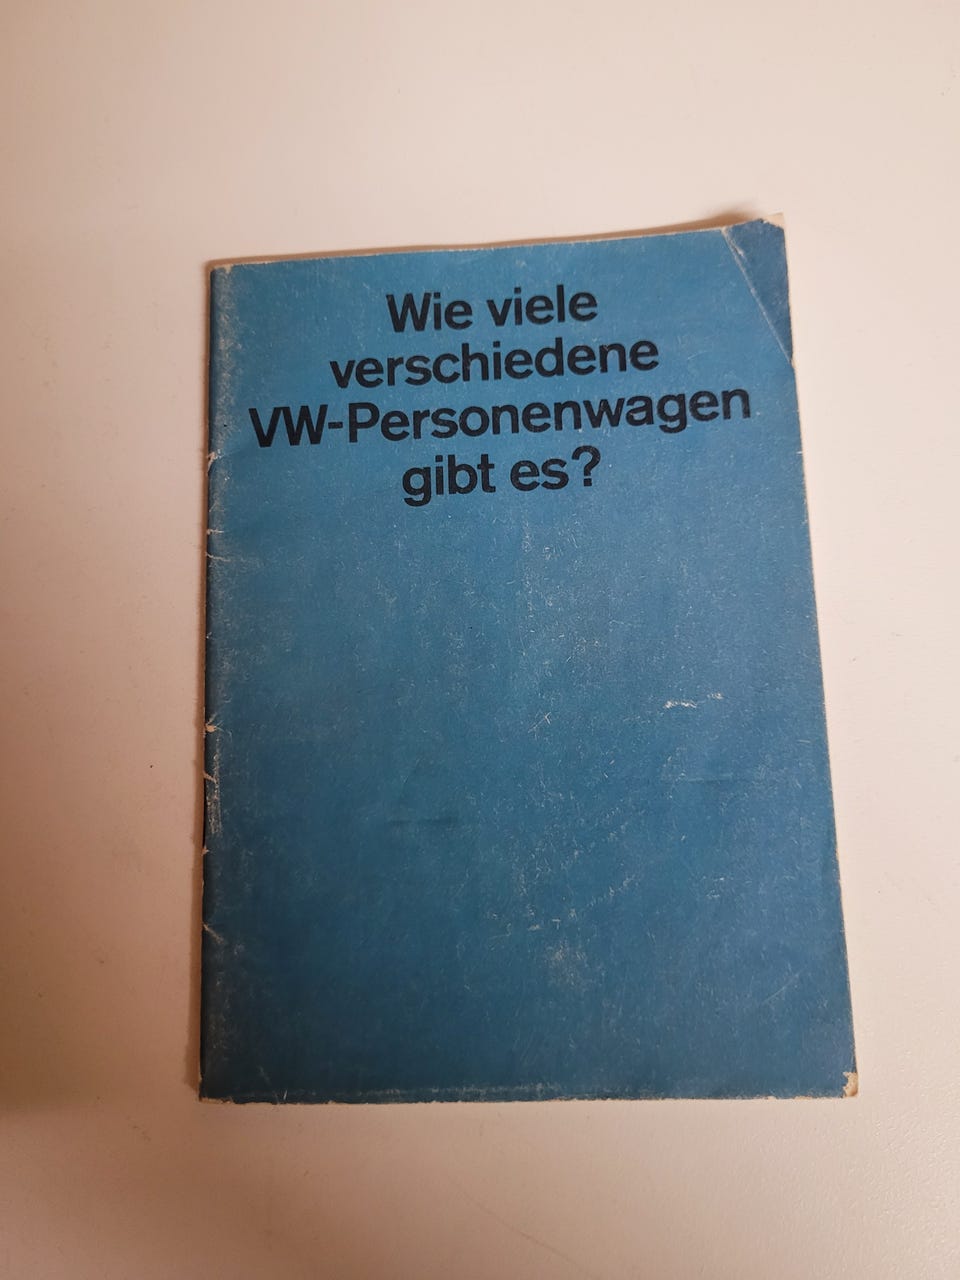 Wie viele
verschiedene
VW-Personenwagen
gibt es?